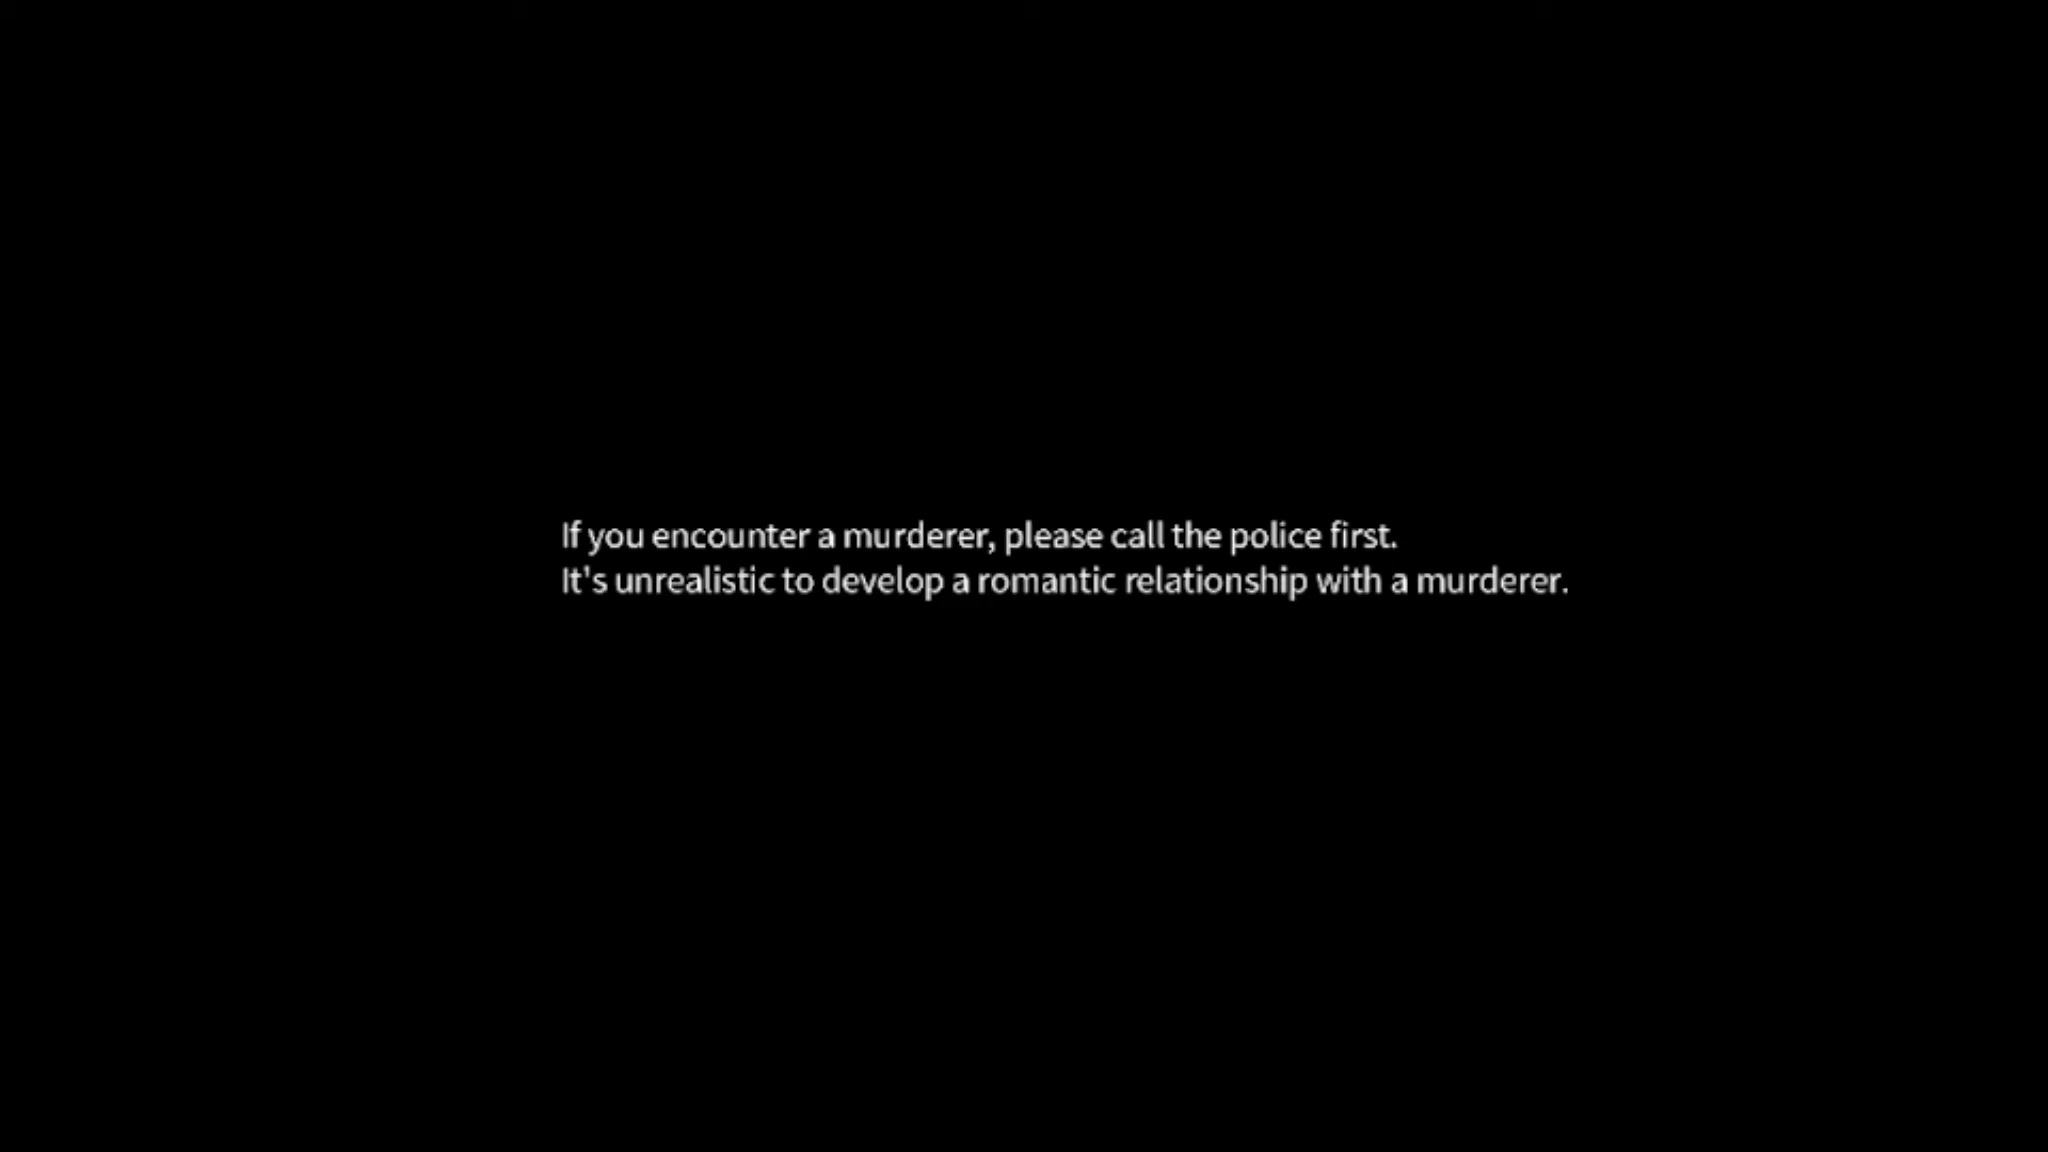 If you encounter a murderer, please call the police first.
It's unrealistic to develop a romantic relationship with a murderer.